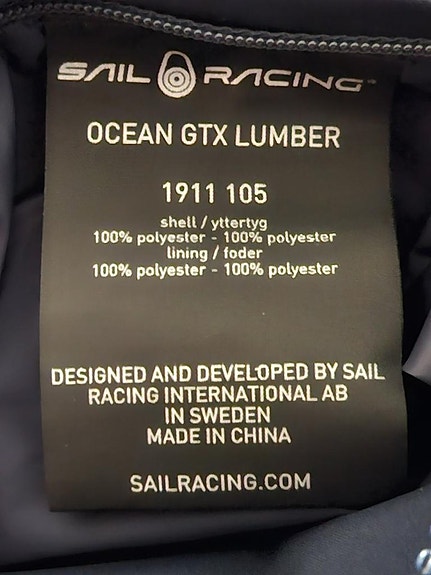 SAIL RACING™
OCEAN GTX LUMBER
1911 105
shell / yttertyg
100% polyester - 100% polyester
lining / foder
100% polyester - 100% polyester
DESIGNED AND DEVELOPED BY SAIL
RACING INTERNATIONAL AB
IN SWEDEN
MADE IN CHINA
SAILRACING.COM